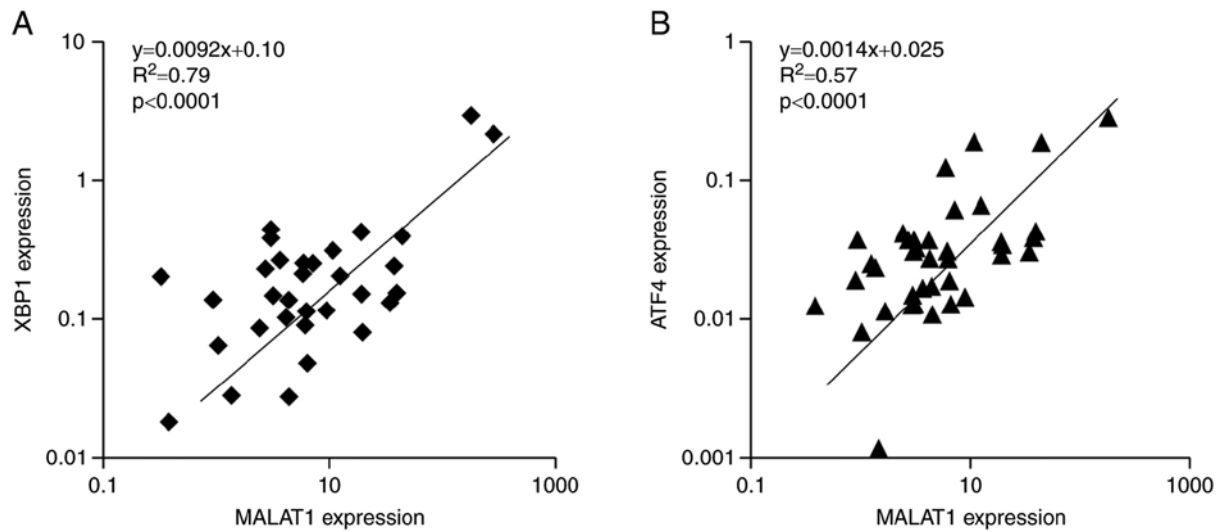 A
y=0.0092x+0.10
R²=0.79
p<0.0001
10
1
0.1
0.01
XBP1 expression
0.1
10
1000
MALAT1 expression
B
y=0.0014x+0.025
R²=0.57
p<0.0001
1
0.1
0.01
0.001
ATF4 expression
0.1
10
1000
MALAT1 expression